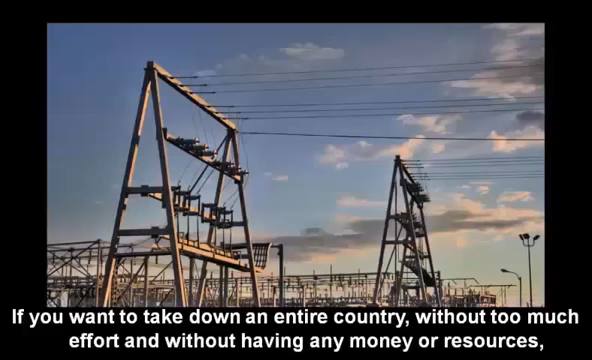 If you want to take down an entire country, without too much
effort and without having any money or resources,